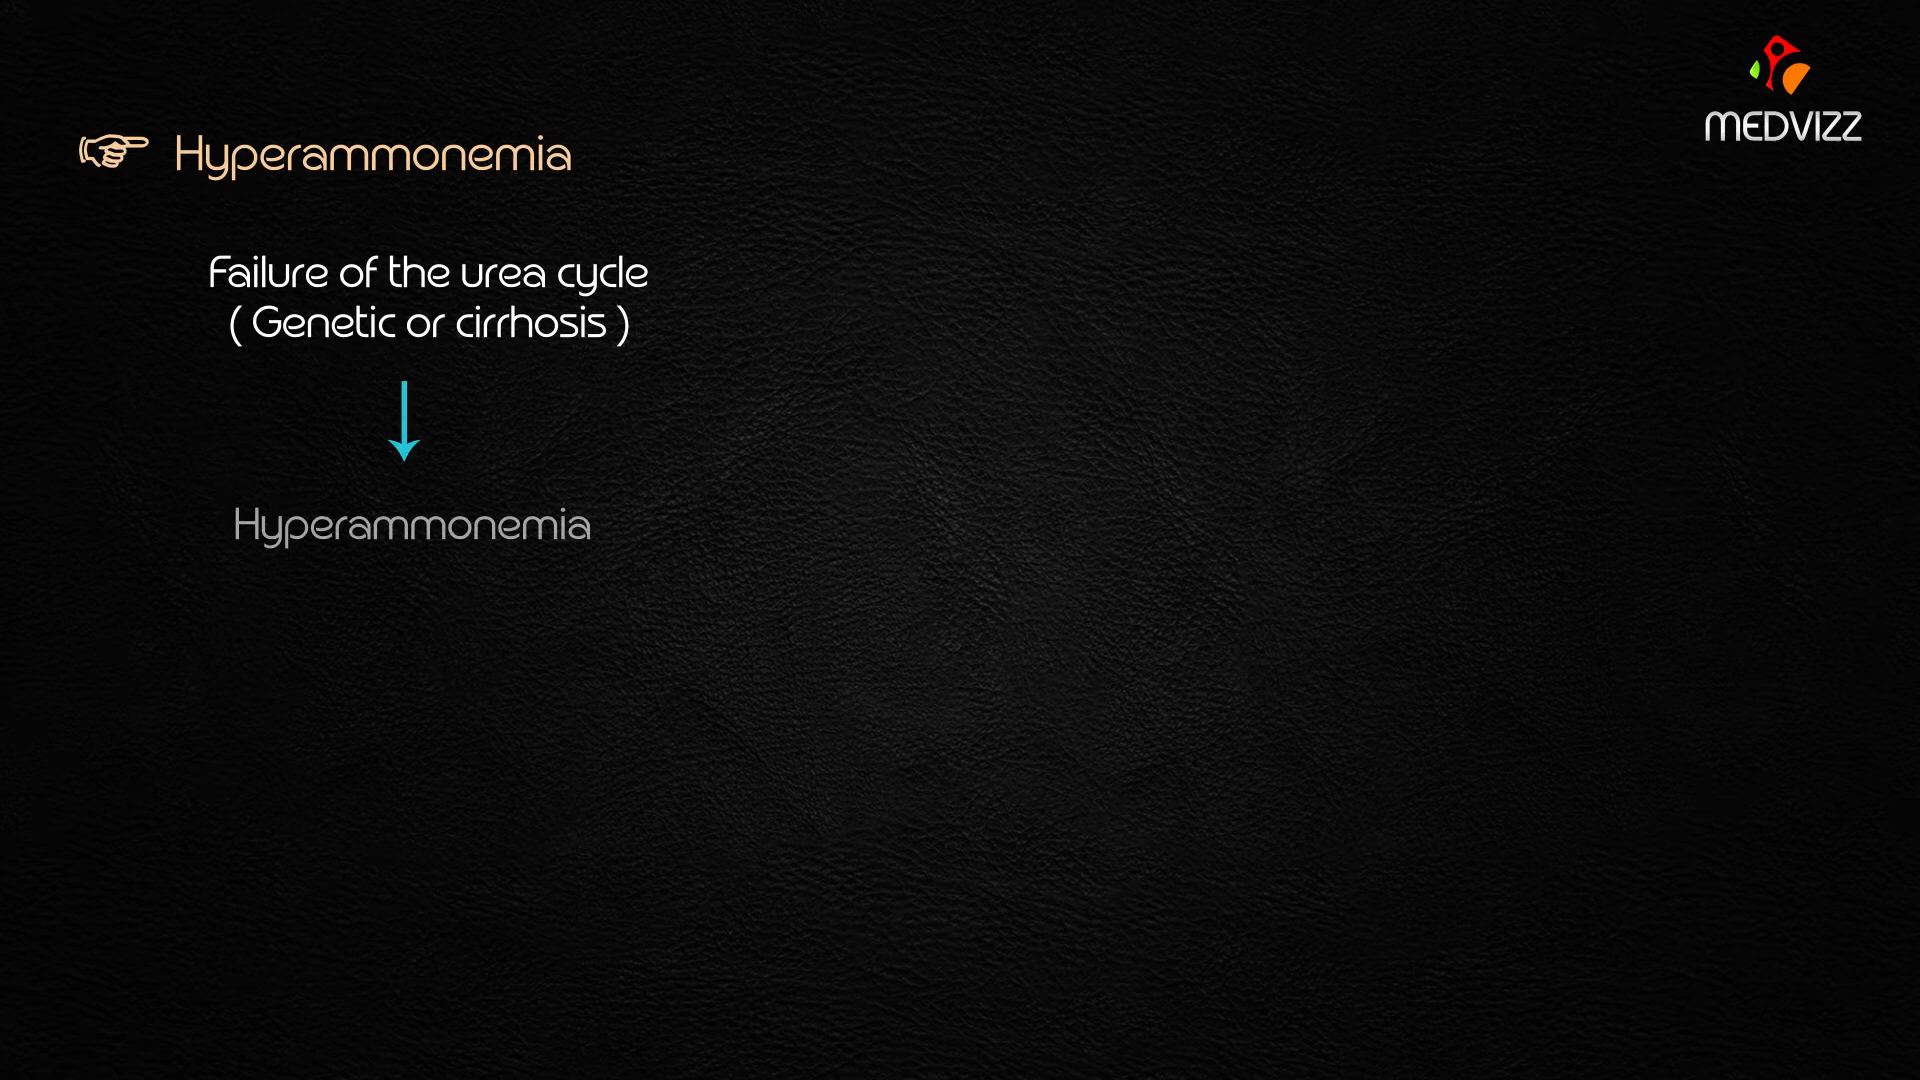 MEDVIZZ
Hyperammonemia
Failure of the urea cycle
( Genetic or cirrhosis )
Hyperammonemia